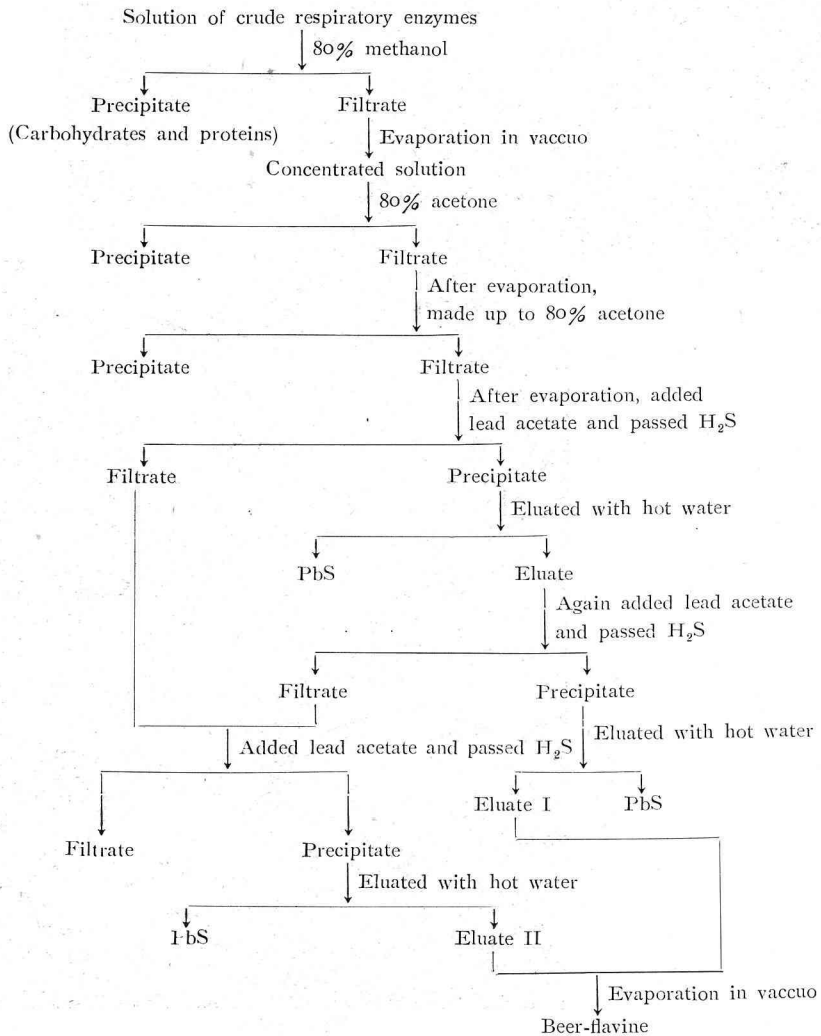 Solution of crude respiratory enzymes
80% methanol
Precipitate Filtrate
(Carbohydrates and proteins) Evaporation in vaccuo
Concentrated solution
80% acetone
Precipitate Filtrate
After evaporation,
made up to 80% acetone
Precipitate Filtrate
After evaporation, added
lead acetate and passed H₂S
Filtrate Precipitate
Eluated with hot water
PbS Eluate
Again added lead acetate
and passed H₂S
Filtrate Precipitate
Eluated with hot water
Added lead acetate and passed H₂S
Eluate I PbS
Filtrate Precipitate
Eluated with hot water
PbS Eluate II
Evaporation in vaccuo
Beer-flavine